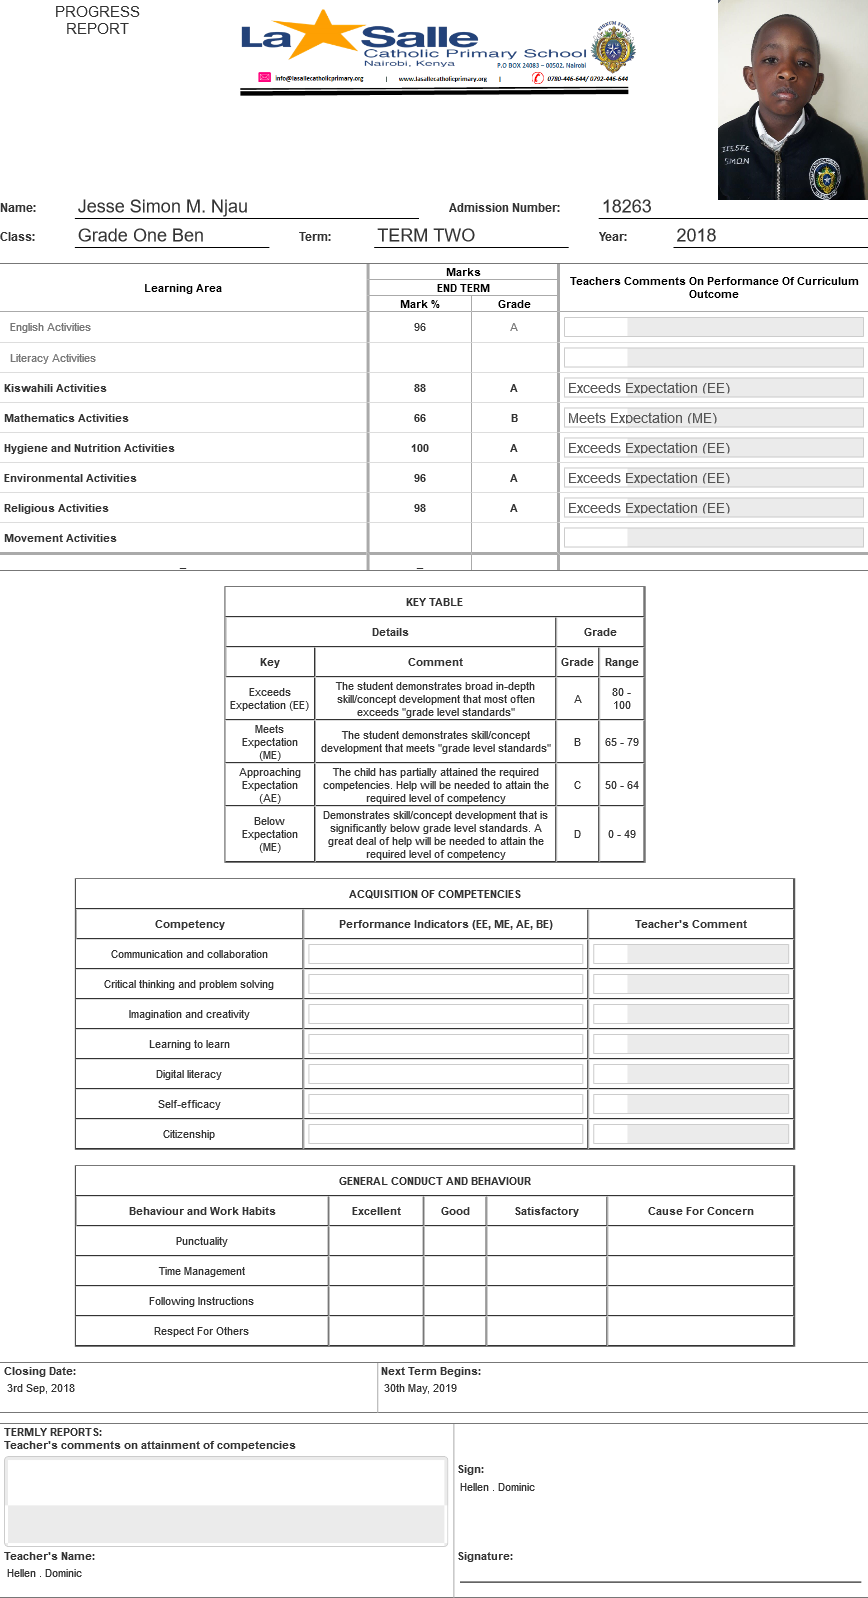 PROGRESS
REPORT
La Salle
Catholic Primary School
Nairobi, Kenya
P.O BOX 24083 – 00502, Nairobi
info@lasallecatholicprimary.org | www.lasallecatholicprimary.org | 0780-446-644/ 0792-446-644
JESSE
SIMON
Name: Jesse Simon M. Njau Admission Number: 18263
Class: Grade One Ben Term: TERM TWO Year: 2018
Learning Area Marks Teachers Comments On Performance Of Curriculum Outcome
END TERM
Mark % Grade
English Activities 96 A
Literacy Activities
Kiswahili Activities 88 A Exceeds Expectation (EE)
Mathematics Activities 66 B Meets Expectation (ME)
Hygiene and Nutrition Activities 100 A Exceeds Expectation (EE)
Environmental Activities 96 A Exceeds Expectation (EE)
Religious Activities 98 A Exceeds Expectation (EE)
Movement Activities
_ _
KEY TABLE
Details Grade
Key Comment Grade Range
Exceeds Expectation (EE) The student demonstrates broad in-depth skill/concept development that most often exceeds "grade level standards" A 80 - 100
Meets Expectation (ME) The student demonstrates skill/concept development that meets "grade level standards" B 65 - 79
Approaching Expectation (AE) The child has partially attained the required competencies. Help will be needed to attain the required level of competency C 50 - 64
Below Expectation (ME) Demonstrates skill/concept development that is significantly below grade level standards. A great deal of help will be needed to attain the required level of competency D 0 - 49
ACQUISITION OF COMPETENCIES
Competency Performance Indicators (EE, ME, AE, BE) Teacher's Comment
Communication and collaboration
Critical thinking and problem solving
Imagination and creativity
Learning to learn
Digital literacy
Self-efficacy
Citizenship
GENERAL CONDUCT AND BEHAVIOUR
Behaviour and Work Habits Excellent Good Satisfactory Cause For Concern
Punctuality
Time Management
Following Instructions
Respect For Others
Closing Date: Next Term Begins:
3rd Sep, 2018 30th May, 2019
TERMLY REPORTS:
Teacher's comments on attainment of competencies
Sign:
Hellen . Dominic
Teacher's Name: Signature:
Hellen . Dominic